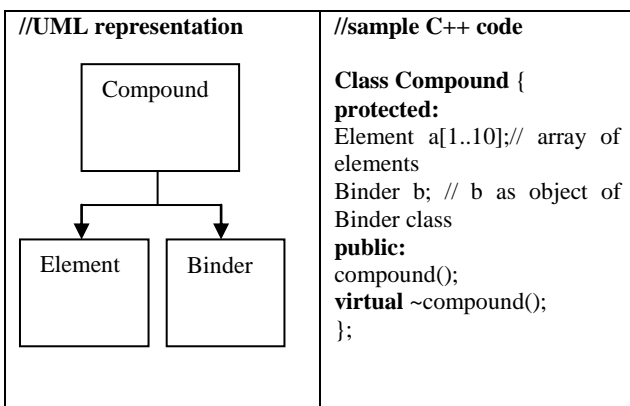 //UML representation
Compound
Element
Binder
//sample C++ code
Class Compound {
protected:
Element a[1..10];// array of
elements
Binder b; // b as object of
Binder class
public:
compound();
virtual ~compound();
};